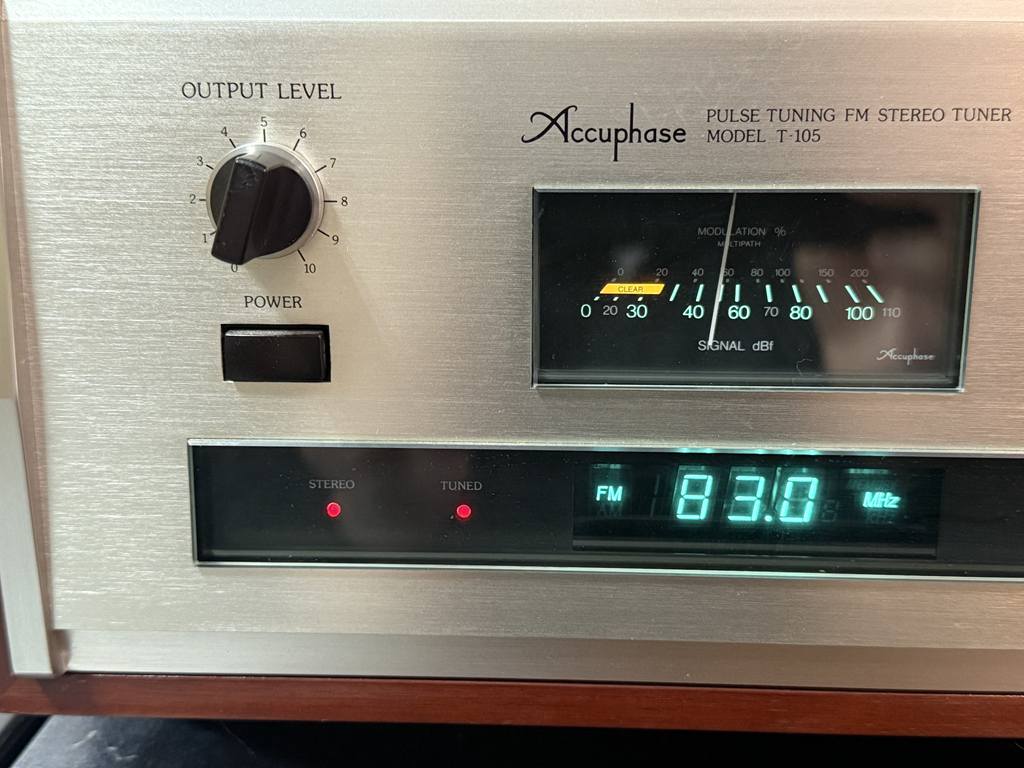 OUTPUT LEVEL
0 1 2 3 4 5 6 7 8 9 10
POWER
Accuphase
PULSE TUNING FM STEREO TUNER
MODEL T-105
MODULATION %
MULTIPATH
0 20 40 60 80 100 150 200
CLEAR
0 20 30 40 60 70 80 100 110
SIGNAL dBf
Accuphase
STEREO
TUNED
FM 83.0 MHz